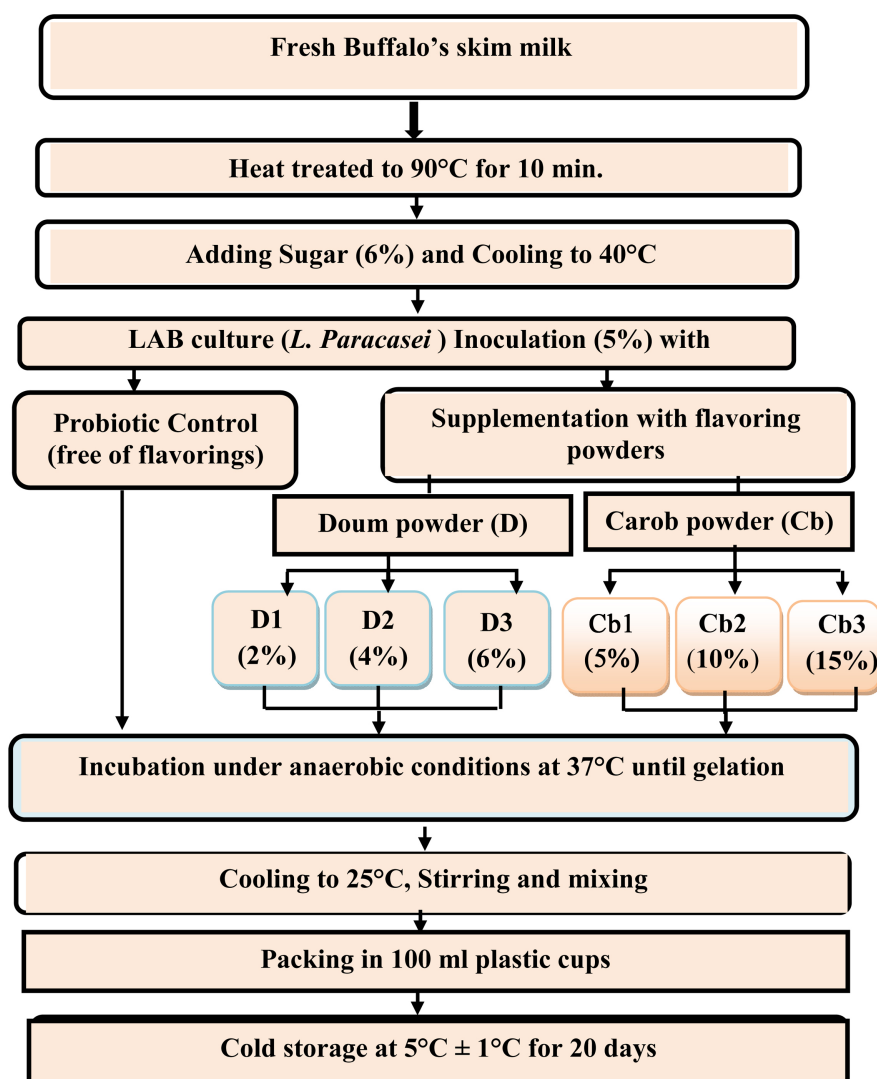 Fresh Buffalo’s skim milk
Heat treated to 90°C for 10 min.
Adding Sugar (6%) and Cooling to 40°C
LAB culture (L. Paracasei ) Inoculation (5%) with
Probiotic Control
(free of flavorings)
Supplementation with flavoring
powders
Doum powder (D)
Carob powder (Cb)
D1
(2%)
D2
(4%)
D3
(6%)
Cb1
(5%)
Cb2
(10%)
Cb3
(15%)
Incubation under anaerobic conditions at 37°C until gelation
Cooling to 25°C, Stirring and mixing
Packing in 100 ml plastic cups
Cold storage at 5°C ± 1°C for 20 days